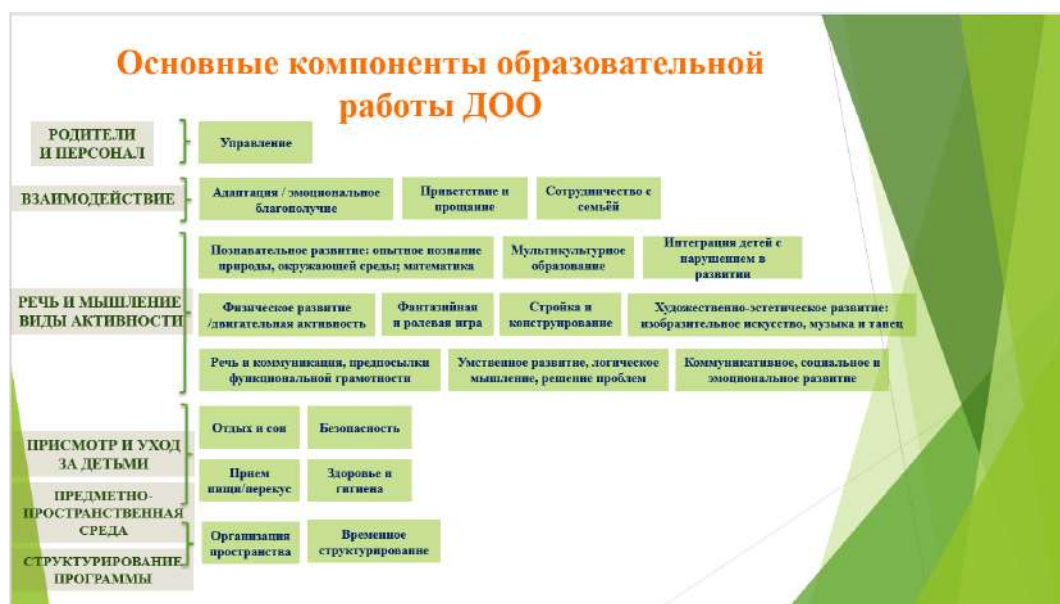 Основные компоненты образовательной
работы ДОО
РОДИТЕЛИ
И ПЕРСОНАЛ
Управление
ВЗАИМОДЕЙСТВИЕ
Адаптация / эмоциональное
благополучие
Приветствие и
прощание
Сотрудничество с
семьёй
РЕЧЬ И МЫШЛЕНИЕ
ВИДЫ АКТИВНОСТИ
Познавательное развитие: опытное познание
природы, окружающей среды; математика
Мультикультурное
образование
Интеграция детей с
нарушением в
развитии
Физическое развитие
/двигательная активность
Фантазийная
и ролевая игра
Стройка и
конструирование
Художественно-эстетическое развитие:
изобразительное искусство, музыка и танец
Речь и коммуникация, предпосылки
функциональной грамотности
Умственное развитие, логическое
мышление, решение проблем
Коммуникативное, социальное и
эмоциональное развитие
ПРИСМОТР И УХОД
ЗА ДЕТЬМИ
Отдых и сон
Безопасность
Прием
пищи/перекус
Здоровье и
гигиена
ПРЕДМЕТНО-
ПРОСТРАНСТВЕННАЯ
СРЕДА
Организация
пространства
Временное
структурирование
СТРУКТУРИРОВАНИЕ
ПРОГРАММЫ